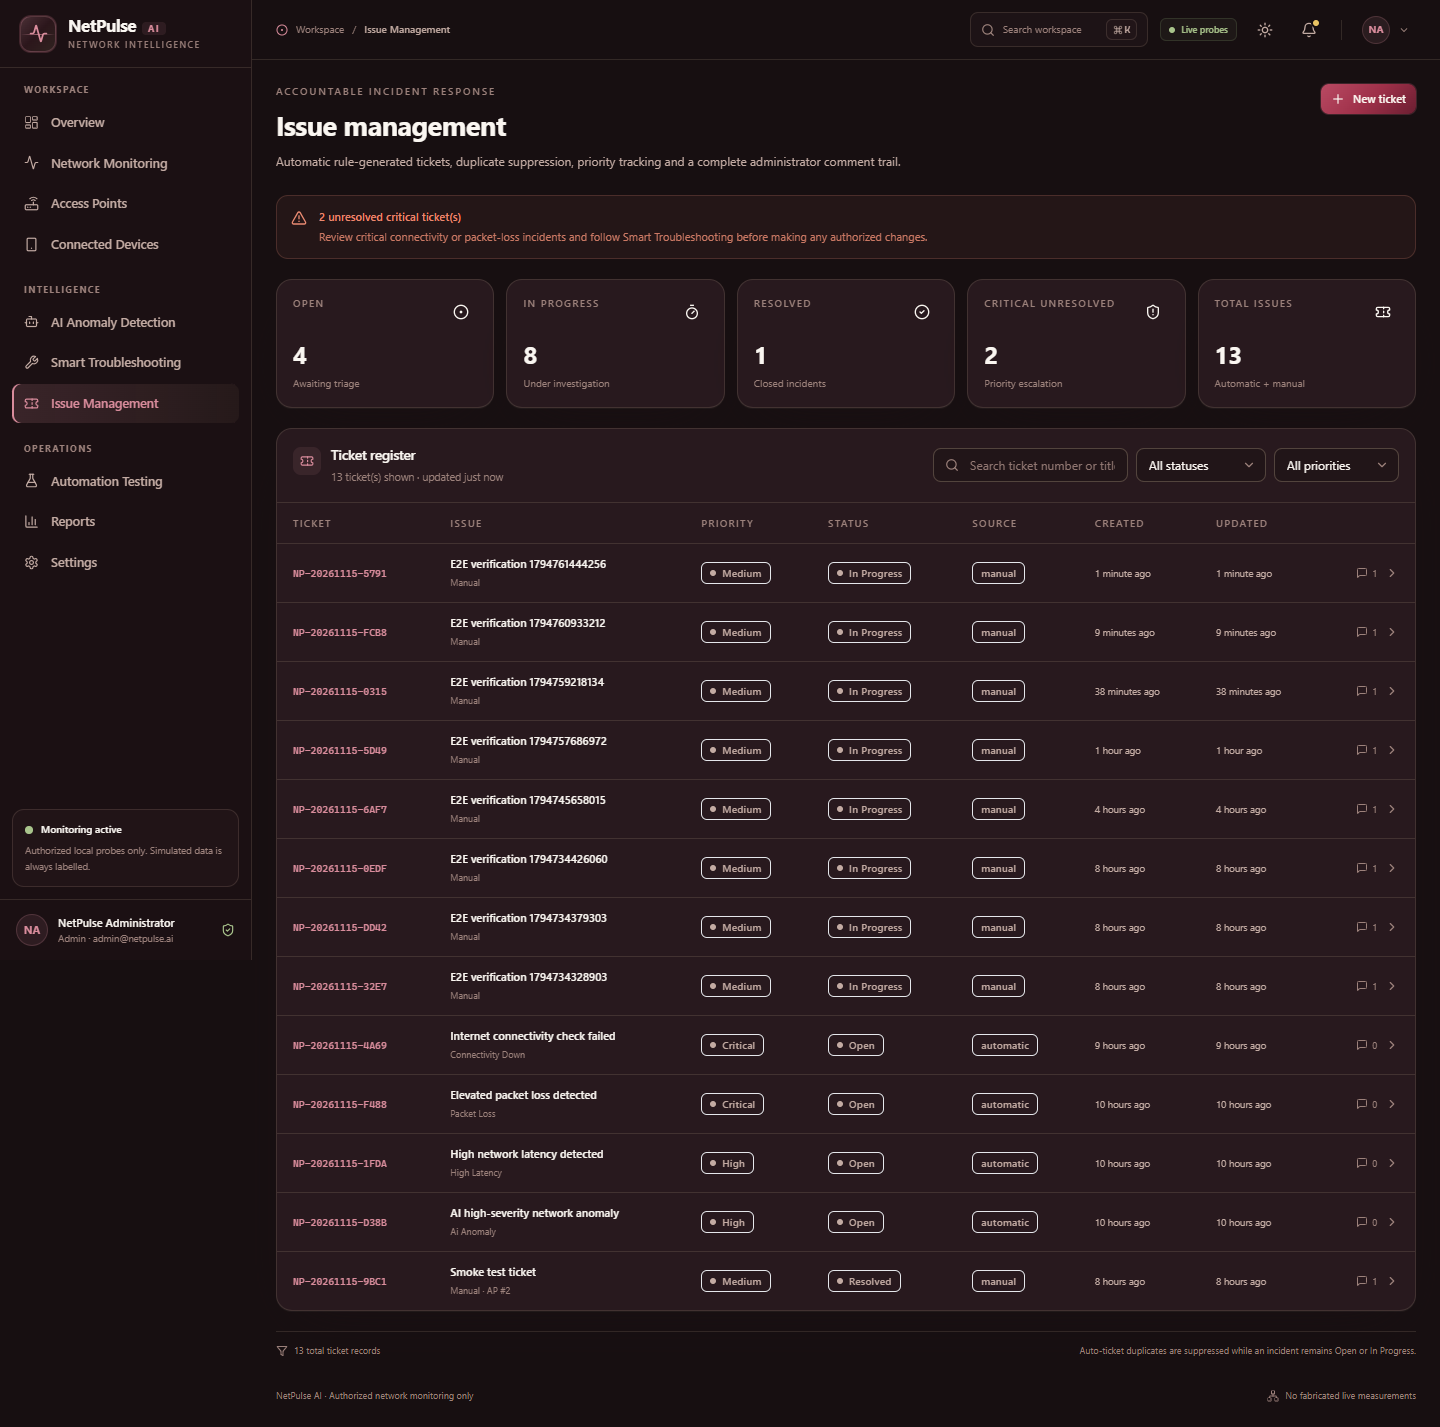 NetPulse AI
NETWORK INTELLIGENCE
WORKSPACE
Overview
Network Monitoring
Access Points
Connected Devices
INTELLIGENCE
AI Anomaly Detection
Smart Troubleshooting
Issue Management
OPERATIONS
Automation Testing
Reports
Settings
Monitoring active
Authorized local probes only. Simulated data is
always labelled.
NA
NetPulse Administrator
Admin · admin@netpulse.ai
Workspace / Issue Management
Search workspace ⌘K
Live probes
NA
ACCOUNTABLE INCIDENT RESPONSE
Issue management
Automatic rule-generated tickets, duplicate suppression, priority tracking and a complete administrator comment trail.
New ticket
2 unresolved critical ticket(s)
Review critical connectivity or packet-loss incidents and follow Smart Troubleshooting before making any authorized changes.
OPEN
4
Awaiting triage
IN PROGRESS
8
Under investigation
RESOLVED
1
Closed incidents
CRITICAL UNRESOLVED
2
Priority escalation
TOTAL ISSUES
13
Automatic + manual
Ticket register
13 ticket(s) shown · updated just now
Search ticket number or titl
All statuses
All priorities
TICKET ISSUE PRIORITY STATUS SOURCE CREATED UPDATED
NP-20261115-5791 E2E verification 1794761444256 Medium In Progress manual 1 minute ago 1 minute ago 1
Manual
NP-20261115-FCB8 E2E verification 1794760933212 Medium In Progress manual 9 minutes ago 9 minutes ago 1
Manual
NP-20261115-0315 E2E verification 1794759218134 Medium In Progress manual 38 minutes ago 38 minutes ago 1
Manual
NP-20261115-5D49 E2E verification 1794757686972 Medium In Progress manual 1 hour ago 1 hour ago 1
Manual
NP-20261115-6AF7 E2E verification 1794745658015 Medium In Progress manual 4 hours ago 4 hours ago 1
Manual
NP-20261115-0EDF E2E verification 1794734426060 Medium In Progress manual 8 hours ago 8 hours ago 1
Manual
NP-20261115-DD42 E2E verification 1794734379303 Medium In Progress manual 8 hours ago 8 hours ago 1
Manual
NP-20261115-32E7 E2E verification 1794734328903 Medium In Progress manual 8 hours ago 8 hours ago 1
Manual
NP-20261115-4A69 Internet connectivity check failed Critical Open automatic 9 hours ago 9 hours ago 0
Connectivity Down
NP-20261115-F488 Elevated packet loss detected Critical Open automatic 10 hours ago 10 hours ago 0
Packet Loss
NP-20261115-1FDA High network latency detected High Open automatic 10 hours ago 10 hours ago 0
High Latency
NP-20261115-D38B AI high-severity network anomaly High Open automatic 10 hours ago 10 hours ago 0
Ai Anomaly
NP-20261115-9BC1 Smoke test ticket Medium Resolved manual 8 hours ago 8 hours ago 1
Manual · AP #2
13 total ticket records
Auto-ticket duplicates are suppressed while an incident remains Open or In Progress.
NetPulse AI · Authorized network monitoring only
No fabricated live measurements